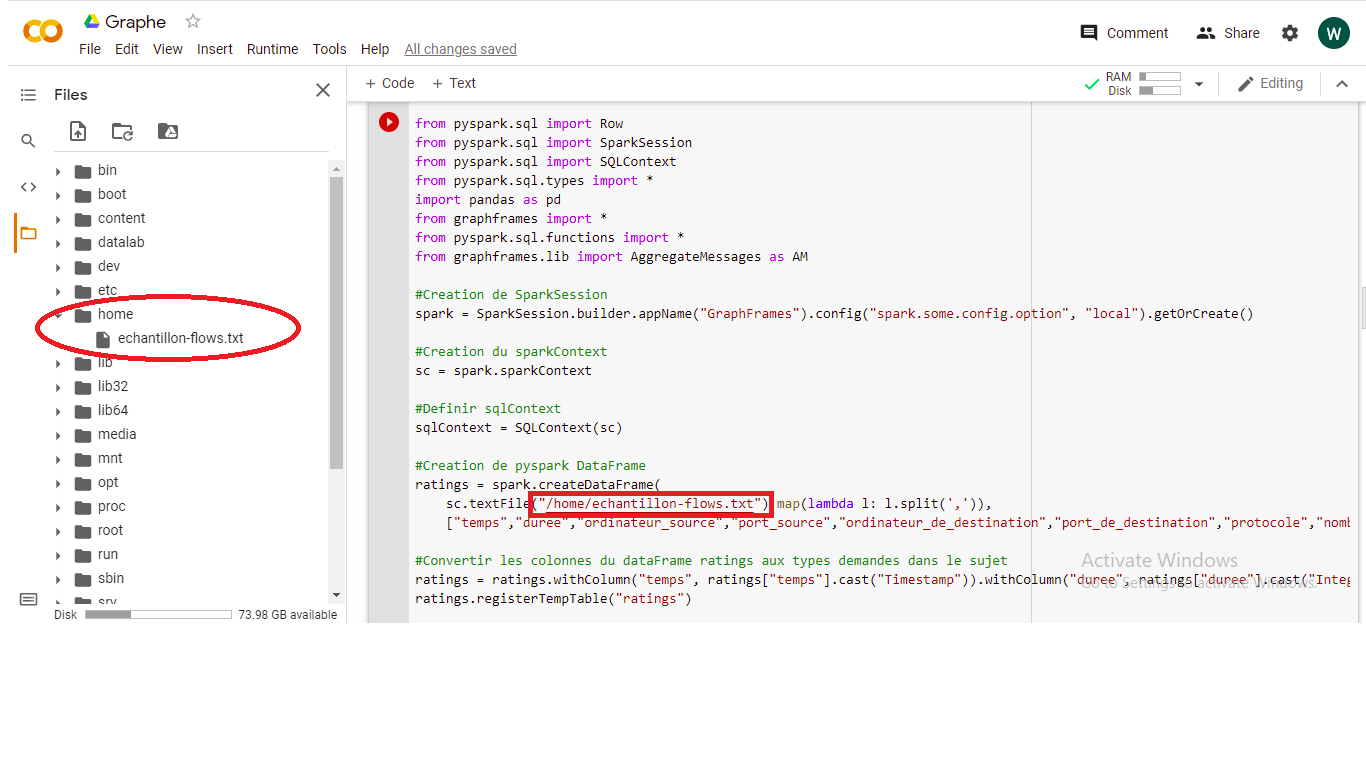 Graphe
File Edit View Insert Runtime Tools Help All changes saved
Comment Share W
Files
+ Code + Text
RAM
Disk
Editing
bin
boot
content
datalab
dev
etc
home
echantillon-flows.txt
lib
lib32
lib64
media
mnt
opt
proc
root
run
sbin
srv
Disk 73.98 GB available
from pyspark.sql import Row
from pyspark.sql import SparkSession
from pyspark.sql import SQLContext
from pyspark.sql.types import *
import pandas as pd
from graphframes import *
from pyspark.sql.functions import *
from graphframes.lib import AggregateMessages as AM
#Creation de SparkSession
spark = SparkSession.builder.appName("GraphFrames").config("spark.some.config.option", "local").getOrCreate()
#Creation du sparkContext
sc = spark.sparkContext
#Definir sqlContext
sqlContext = SQLContext(sc)
#Creation de pyspark DataFrame
ratings = spark.createDataFrame(
sc.textFile("/home/echantillon-flows.txt") map(lambda l: l.split(',')),
["temps","duree","ordinateur_source","port_source","ordinateur_de_destination","port_de_destination","protocole","nomb
#Convertir les colonnes du dataFrame ratings aux types demandes dans le sujet
ratings = ratings.withColumn("temps", ratings["temps"].cast("Timestamp")).withColumn("duree", ratings["duree"].cast("Integ
ratings.registerTempTable("ratings")
Activate Windows
Go to Settings to activate Windows.